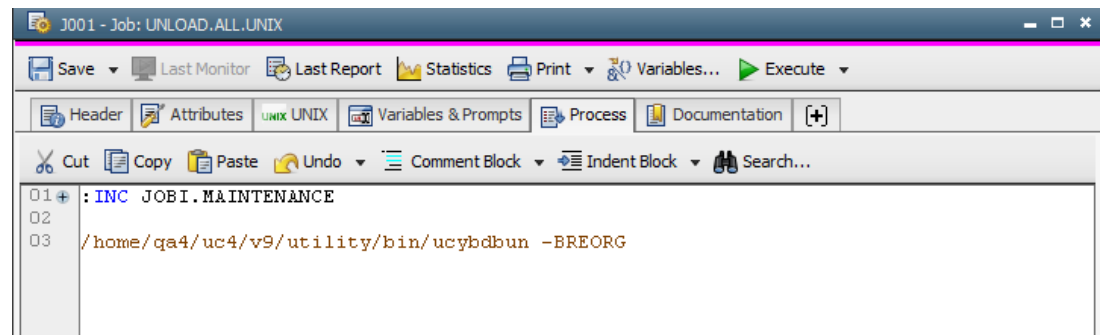 J001 - Job: UNLOAD.ALL.UNIX
Save Last Monitor Last Report Statistics Print Variables... Execute
Header Attributes UNIX UNIX Variables & Prompts Process Documentation [+]
Cut Copy Paste Undo Comment Block Indent Block Search...
01 :INC JOBI.MAINTENANCE
02
03 /home/qa4/uc4/v9/utility/bin/ucybdbun -BREORG